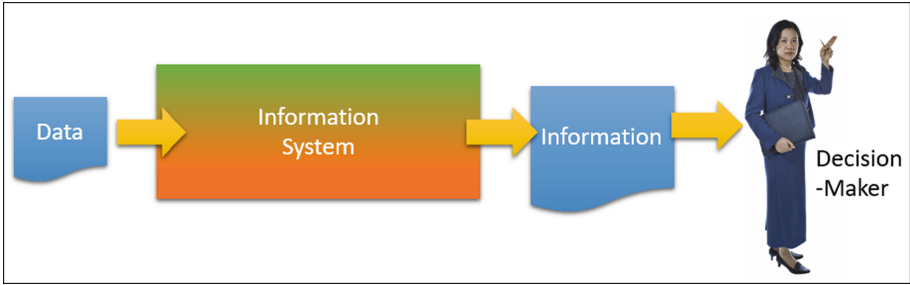 Data
Information
System
Information
Decision
-Maker